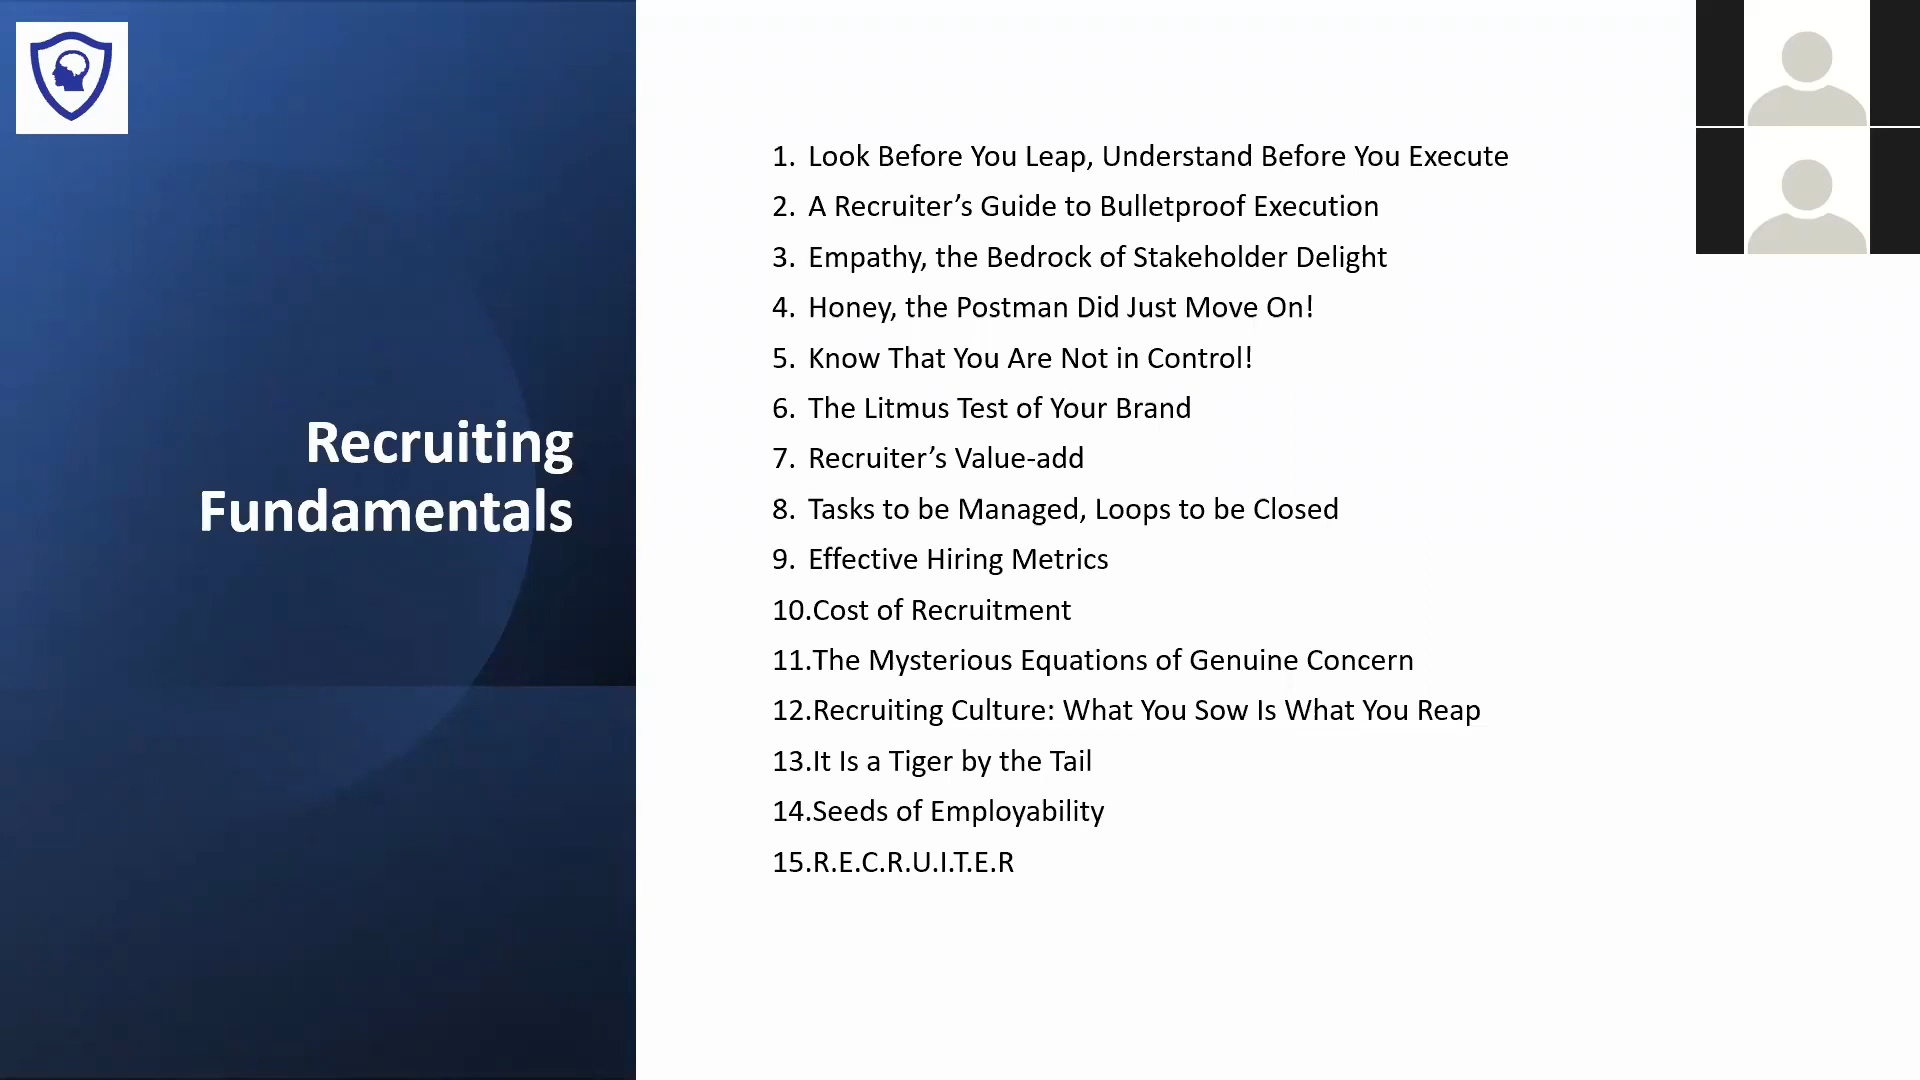 Recruiting
Fundamentals
1. Look Before You Leap, Understand Before You Execute
2. A Recruiter’s Guide to Bulletproof Execution
3. Empathy, the Bedrock of Stakeholder Delight
4. Honey, the Postman Did Just Move On!
5. Know That You Are Not in Control!
6. The Litmus Test of Your Brand
7. Recruiter’s Value-add
8. Tasks to be Managed, Loops to be Closed
9. Effective Hiring Metrics
10.Cost of Recruitment
11.The Mysterious Equations of Genuine Concern
12.Recruiting Culture: What You Sow Is What You Reap
13.It Is a Tiger by the Tail
14.Seeds of Employability
15.R.E.C.R.U.I.T.E.R